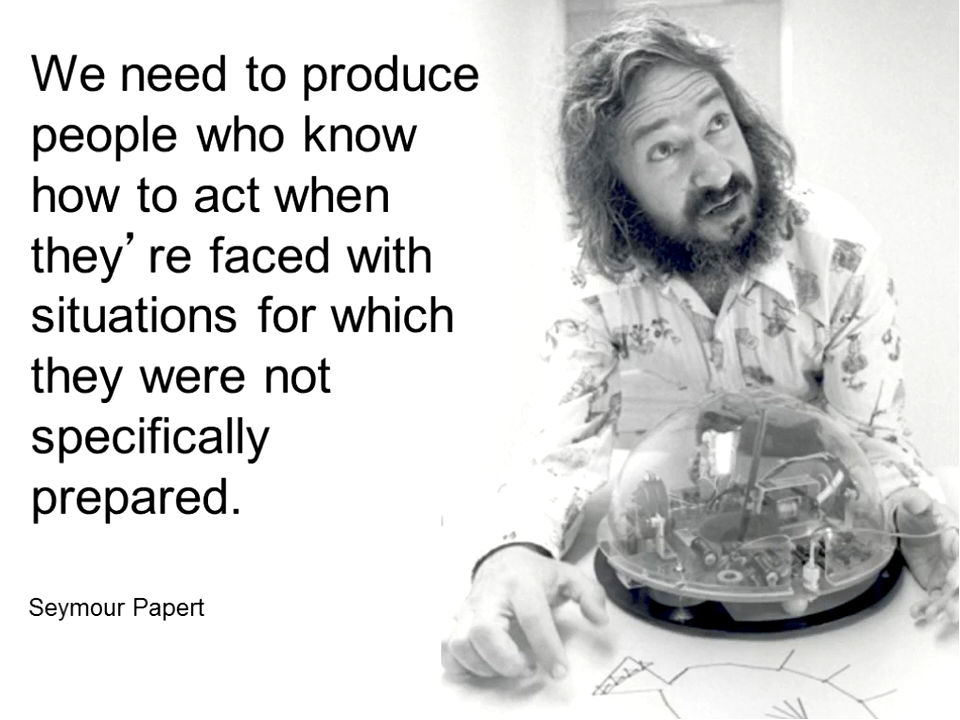 We need to produce
people who know
how to act when
they’ re faced with
situations for which
they were not
specifically
prepared.
Seymour Papert